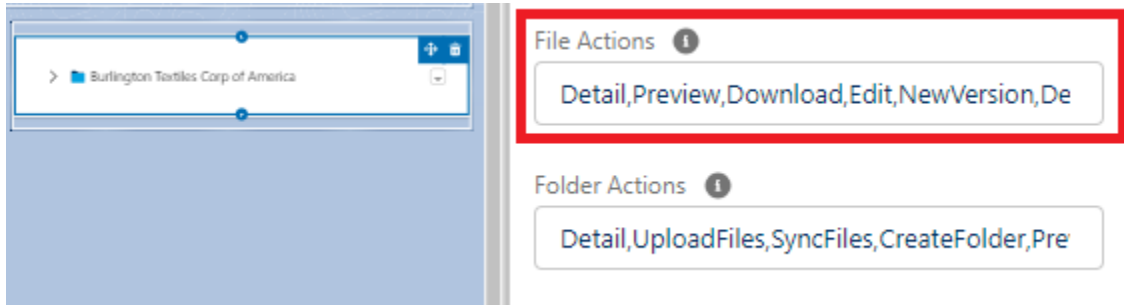 Burlington Textiles Corp of America
File Actions
Detail,Preview,Download,Edit,NewVersion,De
Folder Actions
Detail,UploadFiles,SyncFiles,CreateFolder,Pre